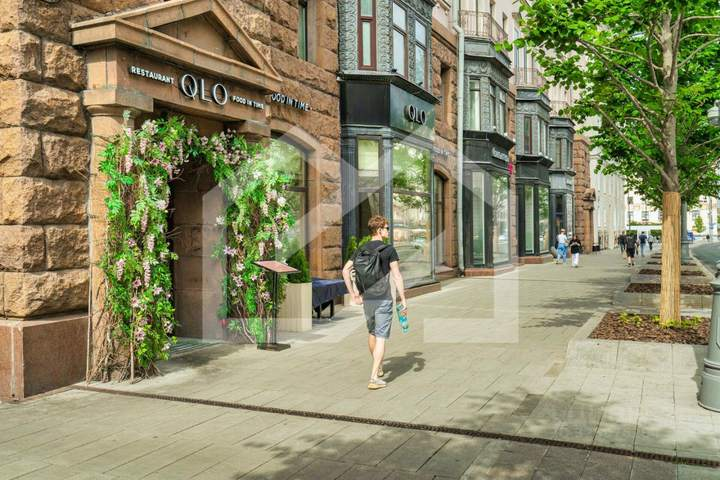 RESTAURANT QLO FOOD IN TIME
FOOD IN TIME
QLO